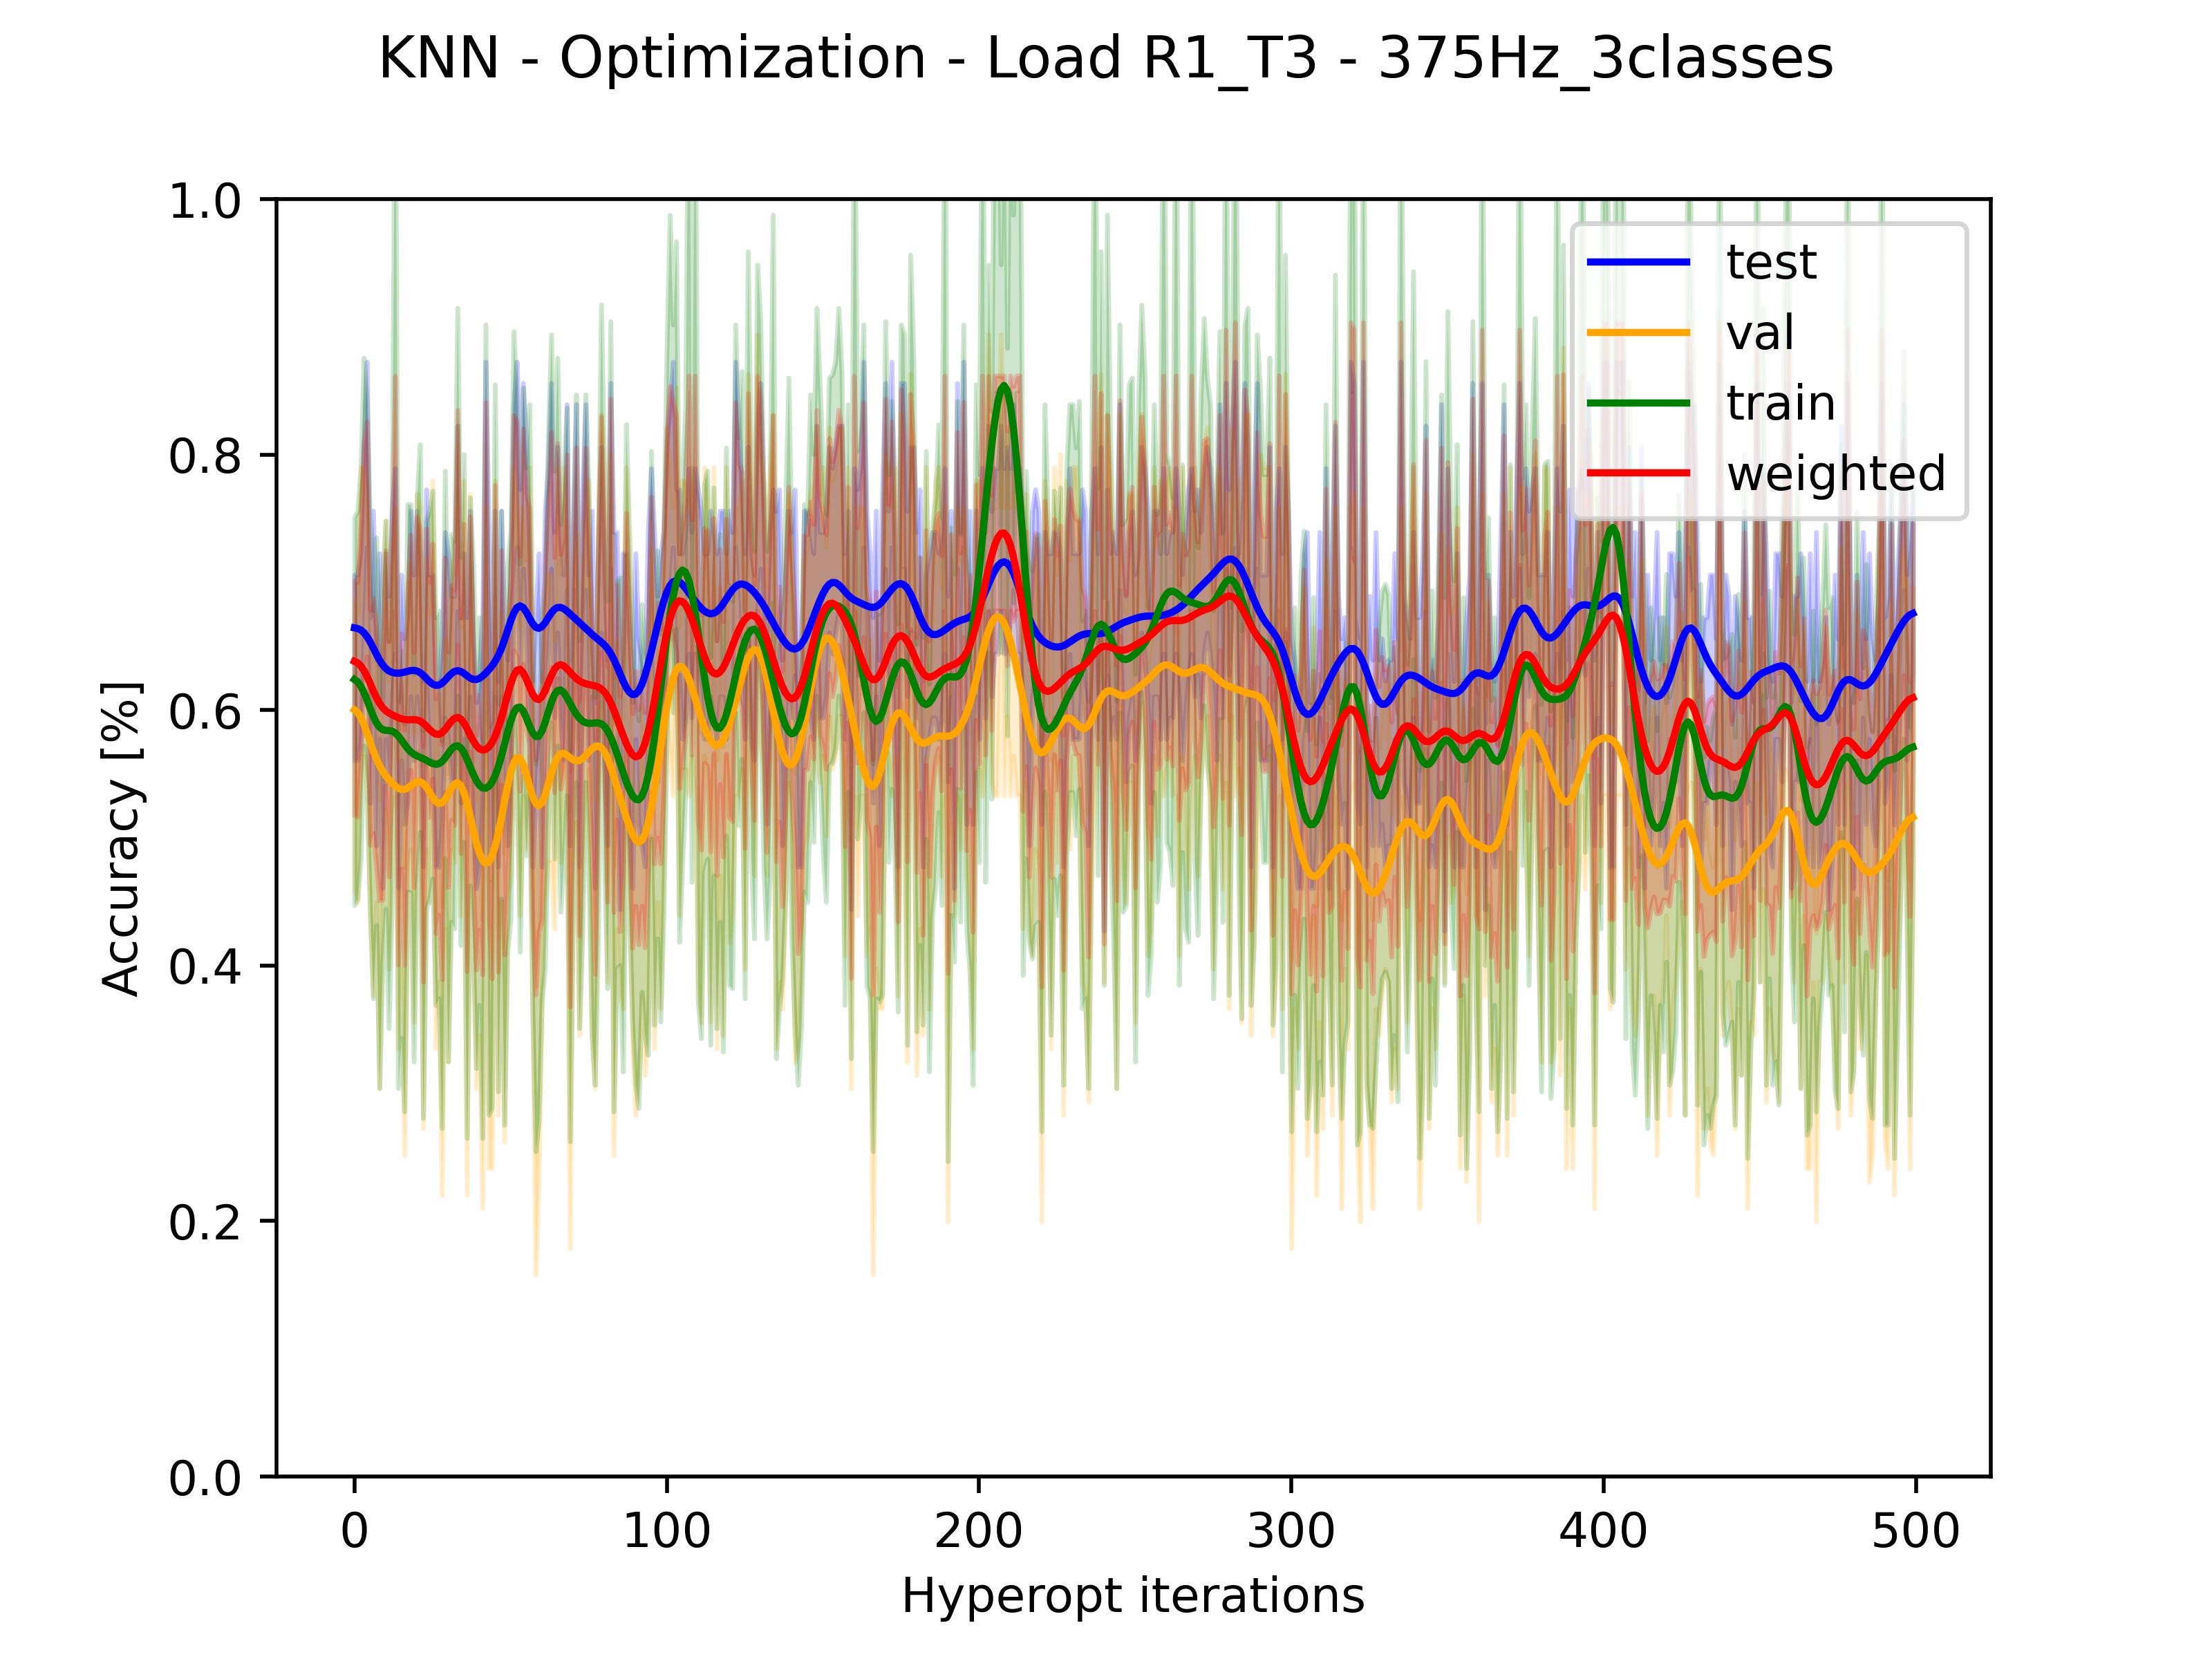 KNN - Optimization - Load R1_T3 - 375Hz_3classes
1.0
0.8
0.6
0.4
0.2
0.0
Accuracy [%]
test
val
train
weighted
0 100 200 300 400 500
Hyperopt iterations